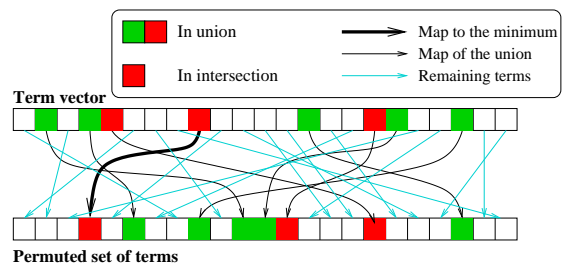 In union
Map to the minimum
Map of the union
In intersection
Remaining terms
Term vector
Permuted set of terms